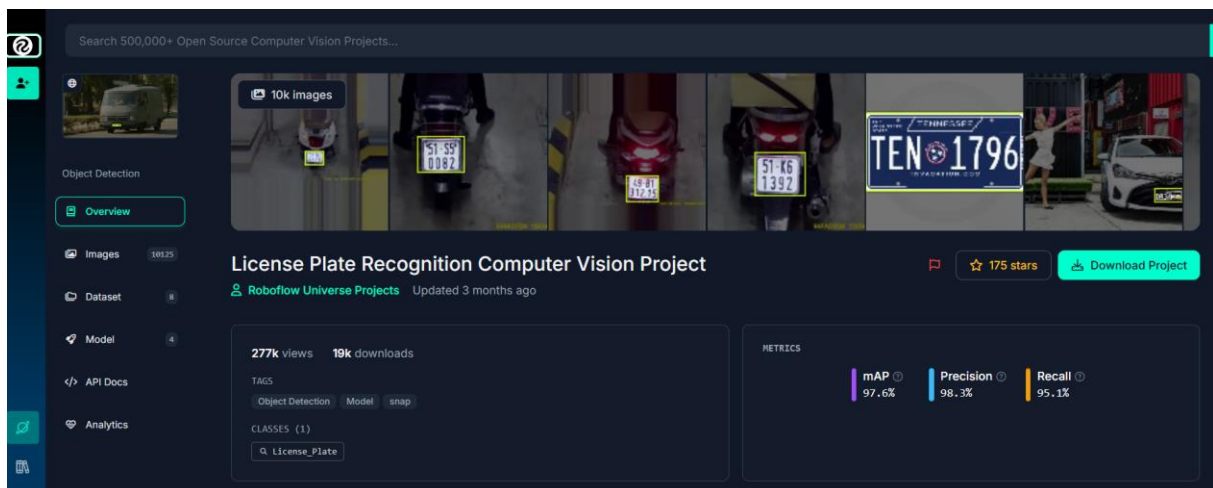 Search 500,000+ Open Source Computer Vision Projects...
10k images
51-S5
0082
49-B1
51-K6
1392
TENNESSEE
TEN 1796
Object Detection
Overview
Images 10125
Dataset 8
Model 4
</> API Docs
Analytics
License Plate Recognition Computer Vision Project
175 stars
Download Project
Roboflow Universe Projects Updated 3 months ago
277k views 19k downloads
TAGS
Object Detection Model snap
CLASSES (1)
License_Plate
METRICS
mAP Precision Recall
97.6% 98.3% 95.1%